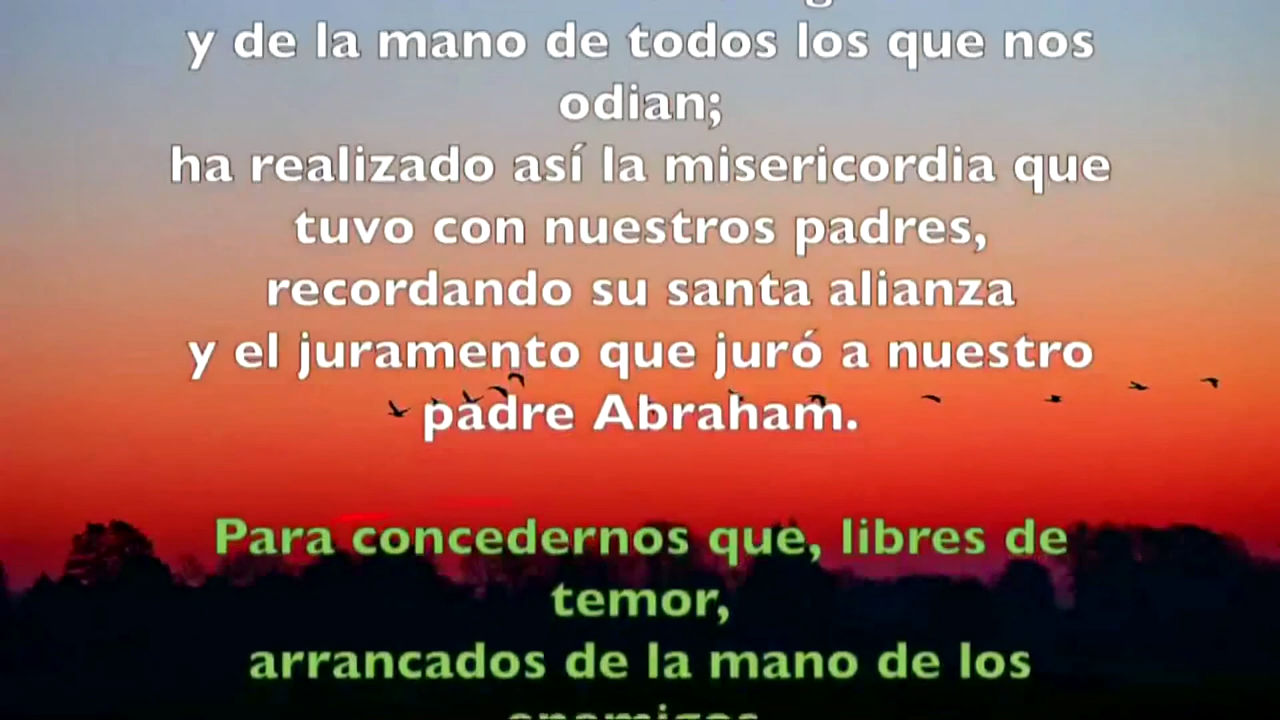 y de la mano de todos los que nos
odian;
ha realizado así la misericordia que
tuvo con nuestros padres,
recordando su santa alianza
y el juramento que juró a nuestro
padre Abraham.
Para concedernos que, libres de
temor,
arrancados de la mano de los